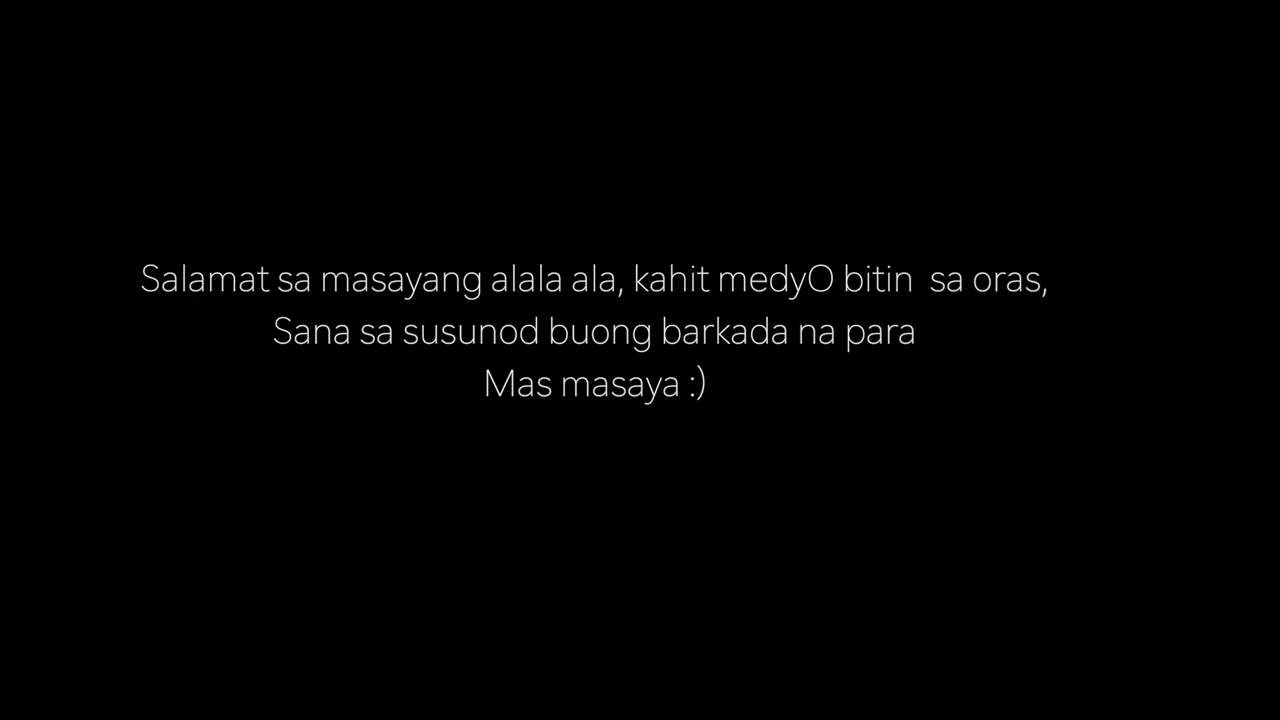 Salamat sa masayang alala ala, kahit medyO bitin  sa oras,
Sana sa susunod buong barkada na para
Mas masaya :)